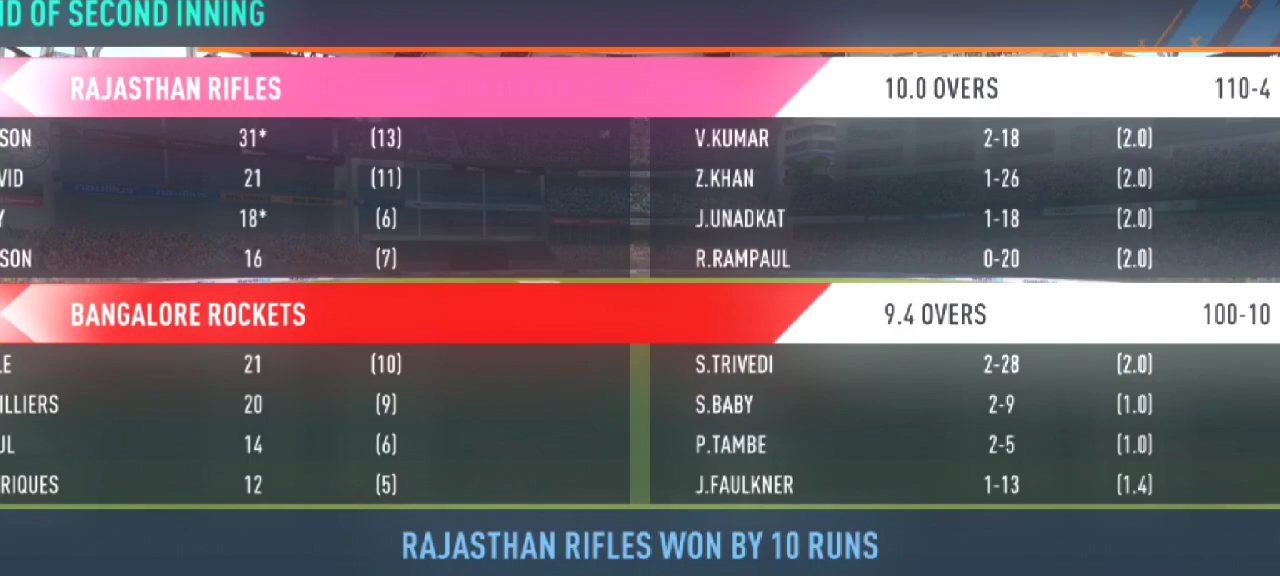 ND OF SECOND INNING
RAJASTHAN RIFLES 10.0 OVERS 110-4
SON 31* (13) V.KUMAR 2-18 (2.0)
VID 21 (11) Z.KHAN 1-26 (2.0)
Y 18* (6) J.UNADKAT 1-18 (2.0)
SON 16 (7) R.RAMPAUL 0-20 (2.0)
BANGALORE ROCKETS 9.4 OVERS 100-10
LE 21 (10) S.TRIVEDI 2-28 (2.0)
ILLIERS 20 (9) S.BABY 2-9 (1.0)
UL 14 (6) P.TAMBE 2-5 (1.0)
RIQUES 12 (5) J.FAULKNER 1-13 (1.4)
RAJASTHAN RIFLES WON BY 10 RUNS